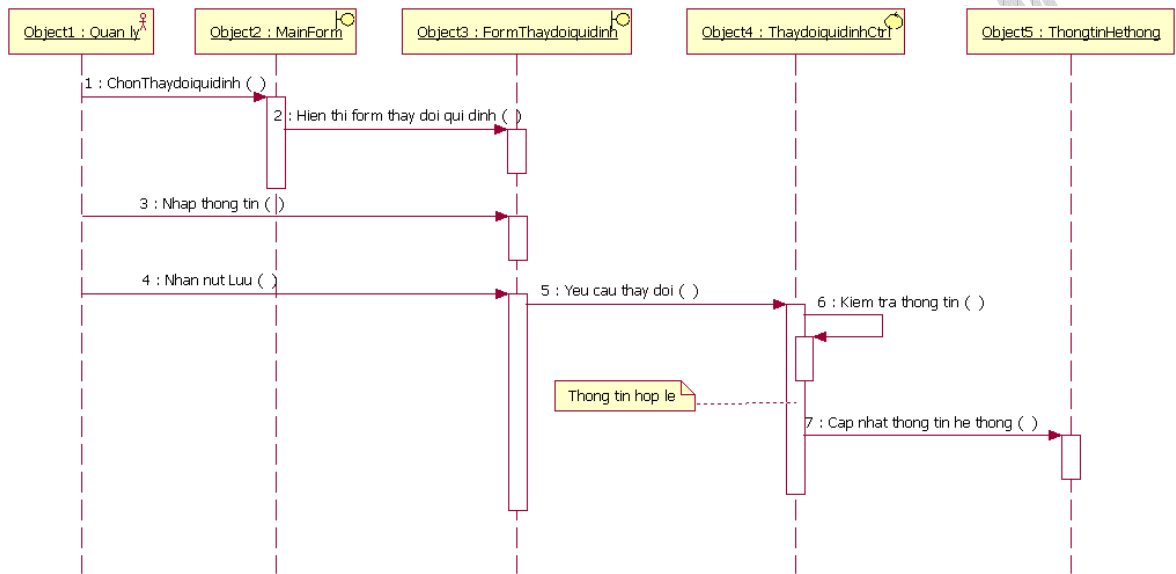 Object1 : Quan ly
Object2 : MainForm
Object3 : FormThaydoiquidinh
Object4 : ThaydoiquidinhCtrl
Object5 : ThongtinHethong
1 : ChonThaydoiquidinh ( )
2 : Hien thi form thay doi qui dinh ( )
3 : Nhap thong tin ( )
4 : Nhan nut Luu ( )
5 : Yeu cau thay doi ( )
6 : Kiem tra thong tin ( )
Thong tin hop le
7 : Cap nhat thong tin he thong ( )